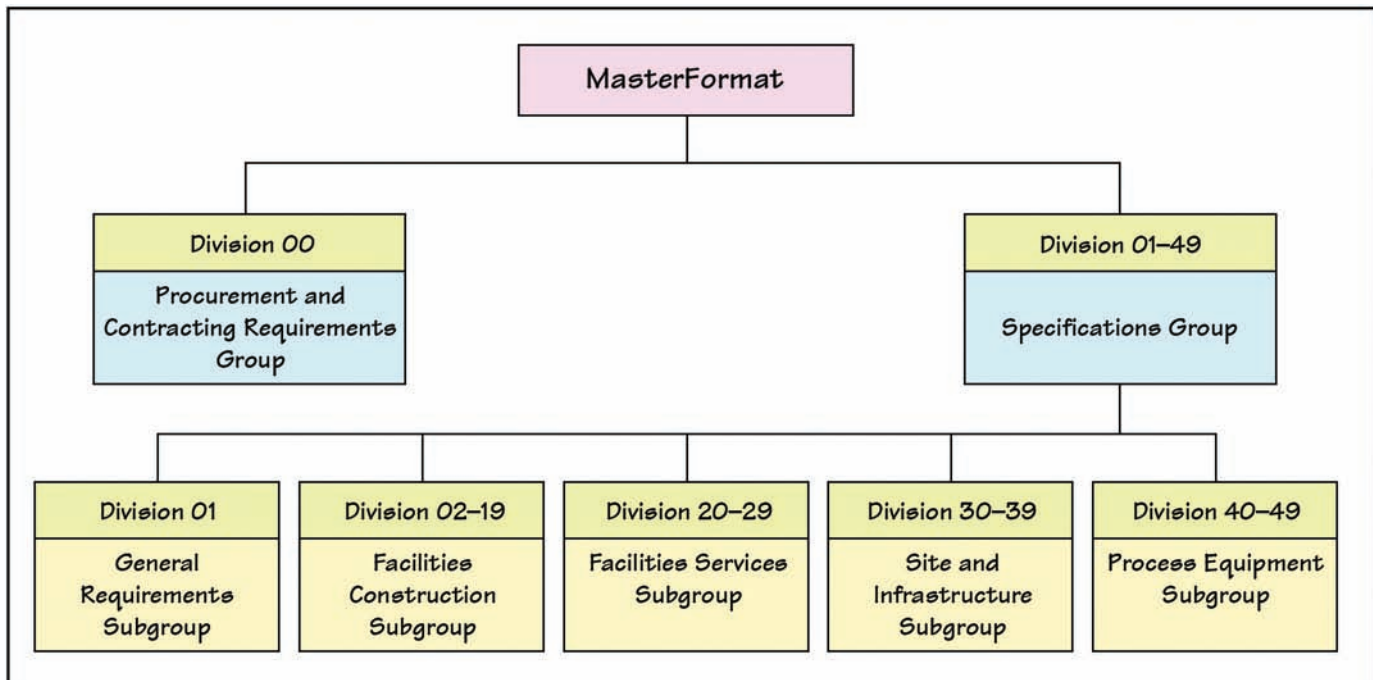 MasterFormat
Division 00
Procurement and
Contracting Requirements
Group
Division 01–49
Specifications Group
Division 01
General
Requirements
Subgroup
Division 02–19
Facilities
Construction
Subgroup
Division 20–29
Facilities Services
Subgroup
Division 30–39
Site and
Infrastructure
Subgroup
Division 40–49
Process Equipment
Subgroup